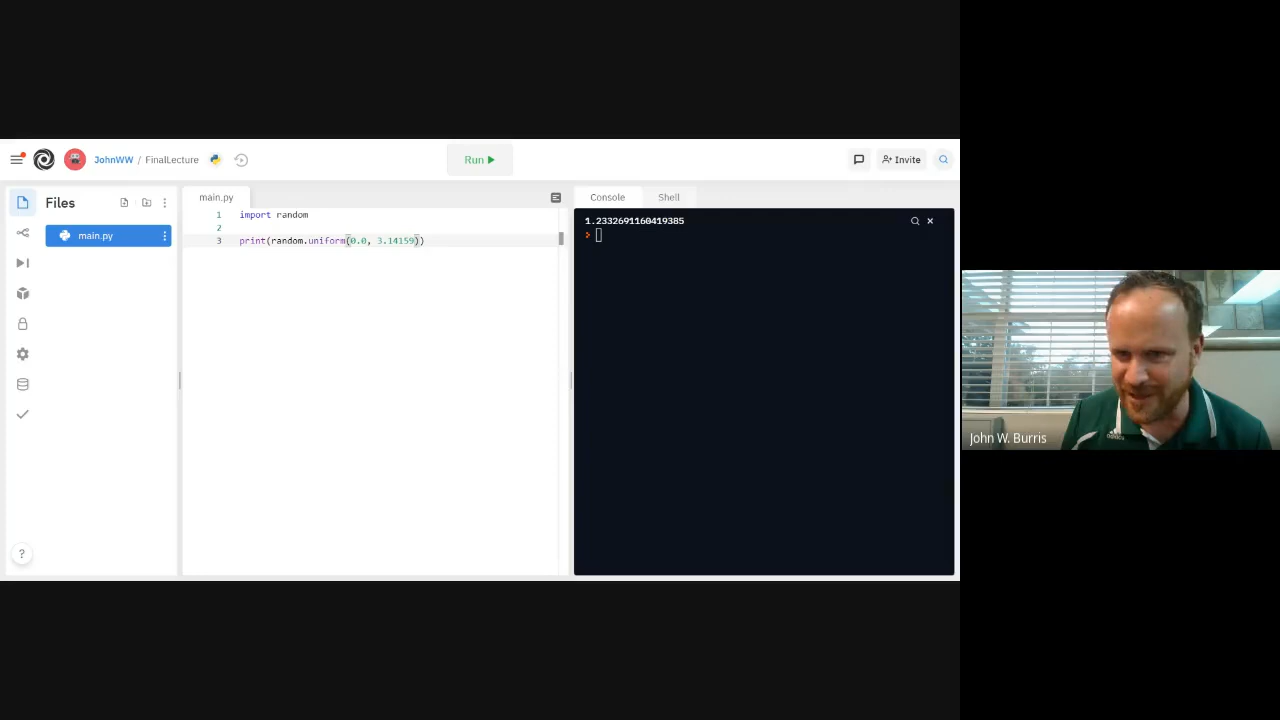 JohnWW / FinalLecture
Run
Invite
Files
main.py
main.py
1 import random
2
3 print(random.uniform(0.0, 3.14159))
Console
Shell
1.2332691160419385
>
?
John W. Burris
adidas